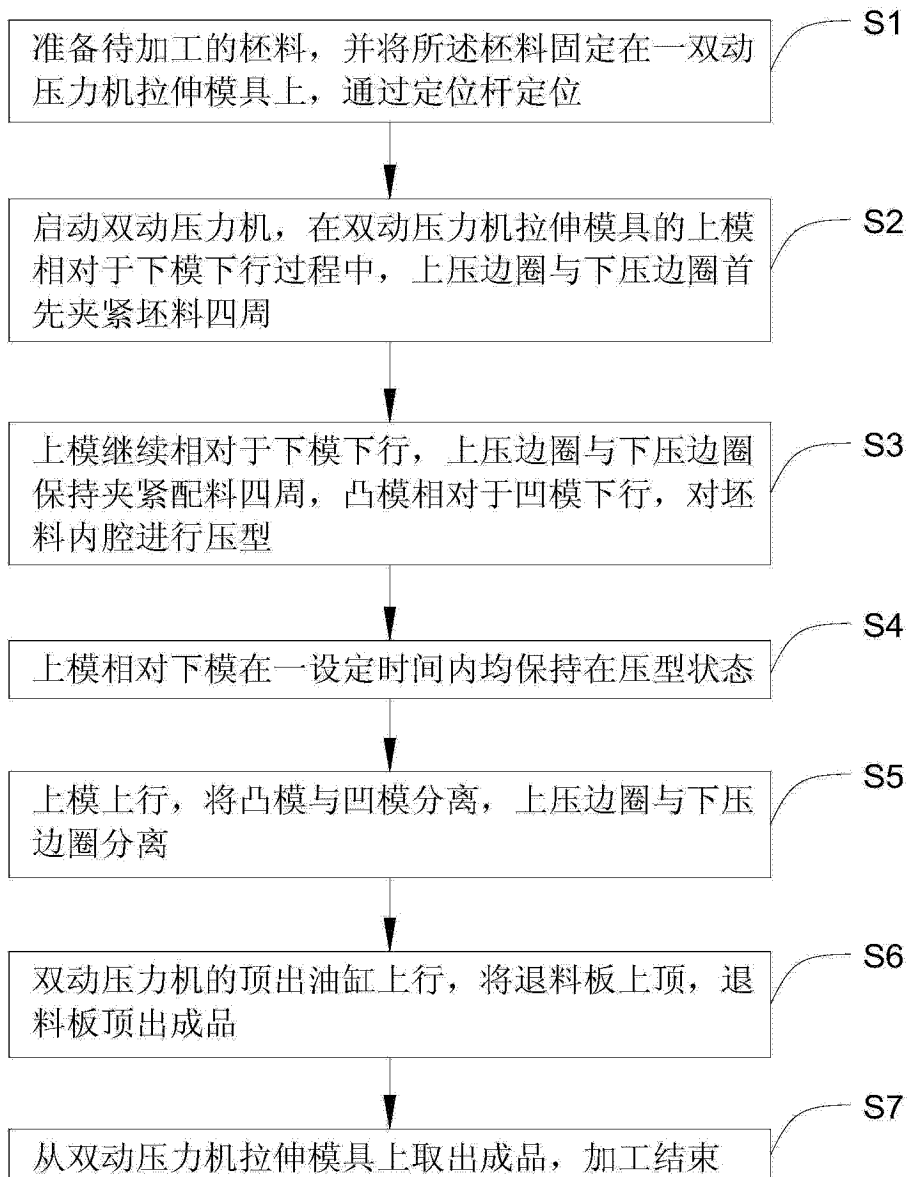 S1
准备待加工的柸料，并将所述柸料固定在一双动
压力机拉伸模具上，通过定位杆定位
S2
启动双动压力机，在双动压力机拉伸模具的上模
相对于下模下行过程中，上压边圈与下压边圈首
先夹紧坯料四周
S3
上模继续相对于下模下行，上压边圈与下压边圈
保持夹紧配料四周，凸模相对于凹模下行，对坯
料内腔进行压型
S4
上模相对下模在一设定时间内均保持在压型状态
S5
上模上行，将凸模与凹模分离，上压边圈与下压
边圈分离
S6
双动压力机的顶出油缸上行，将退料板上顶，退
料板顶出成品
S7
从双动压力机拉伸模具上取出成品，加工结束